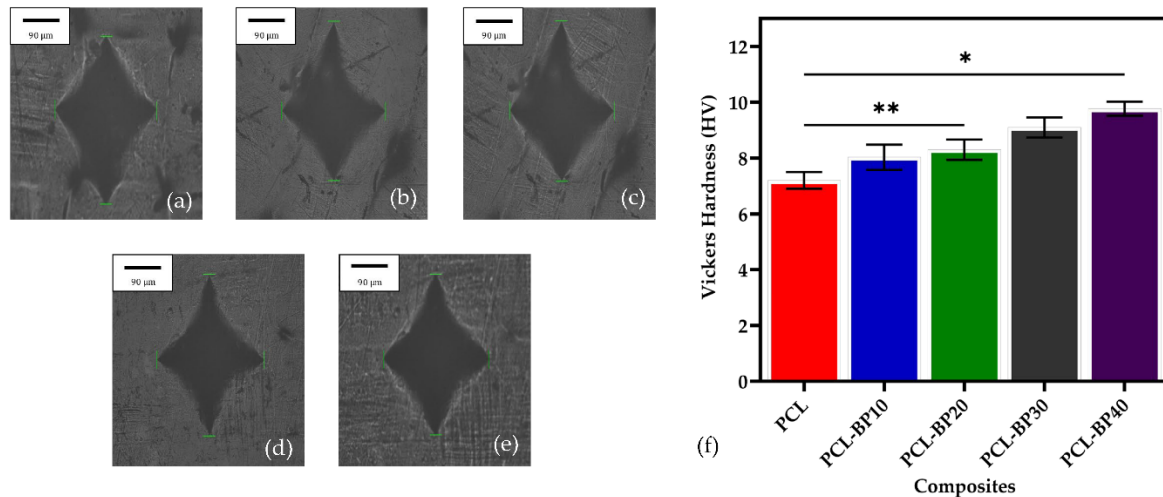 90 µm
(a)
90 µm
(b)
90 µm
(c)
90 µm
(d)
90 µm
(e)
Vickers Hardness (HV)
12
10
8
6
4
2
0
*
**
PCL
PCL-BP10
PCL-BP20
PCL-BP30
PCL-BP40
Composites
(f)